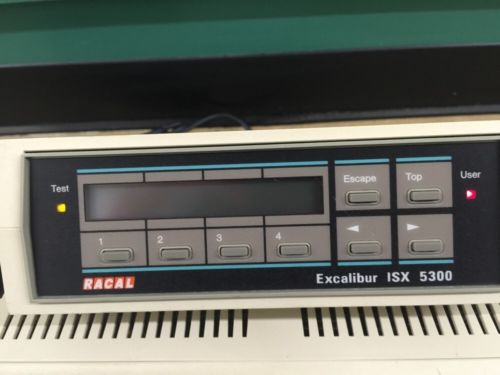 Test
Escape
Top
User
1
2
3
4
RACAL
Excalibur ISX 5300